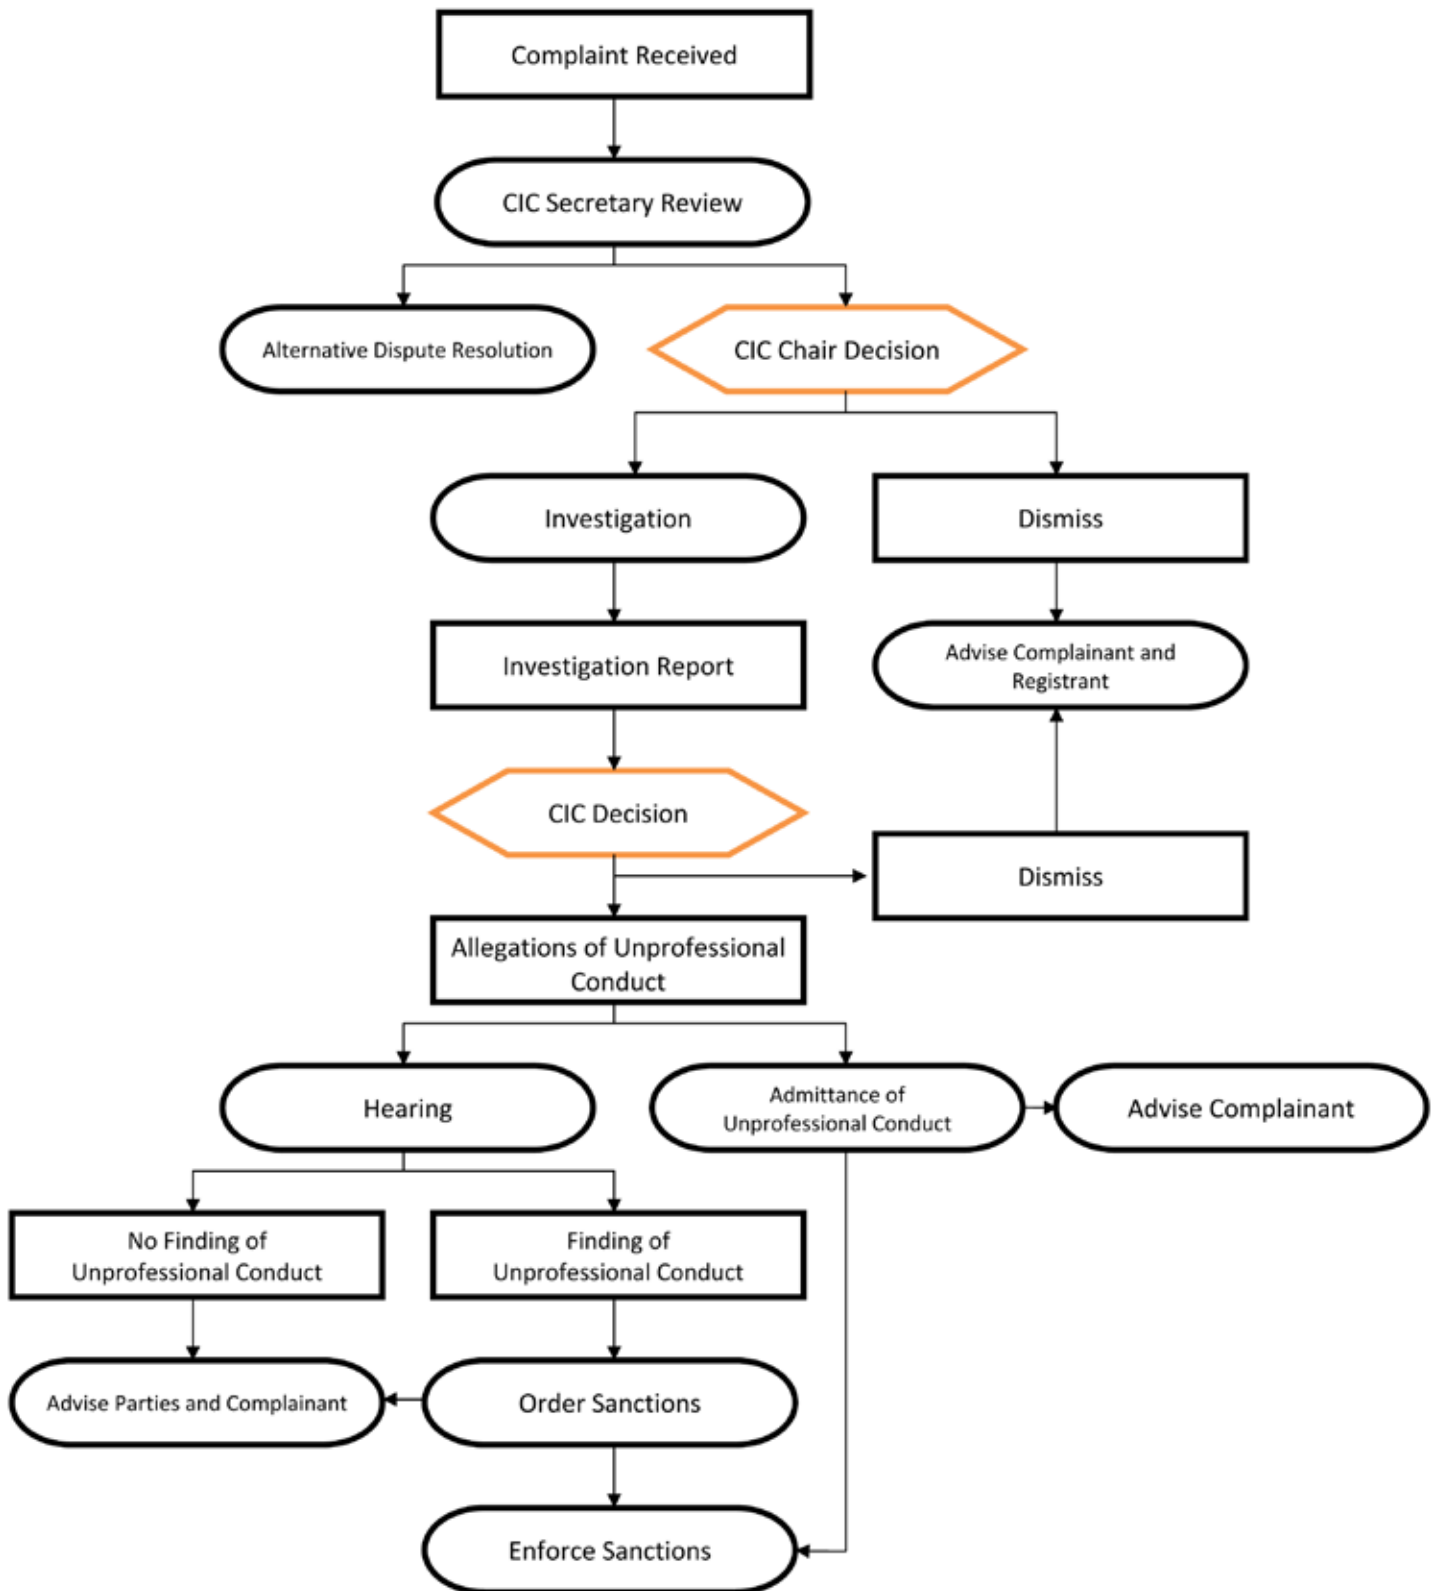 Complaint Received
CIC Secretary Review
Alternative Dispute Resolution
CIC Chair Decision
Investigation
Dismiss
Investigation Report
Advise Complainant and
Registrant
CIC Decision
Dismiss
Allegations of Unprofessional
Conduct
Hearing
Admittance of
Unprofessional Conduct
Advise Complainant
No Finding of
Unprofessional Conduct
Finding of
Unprofessional Conduct
Advise Parties and Complainant
Order Sanctions
Enforce Sanctions